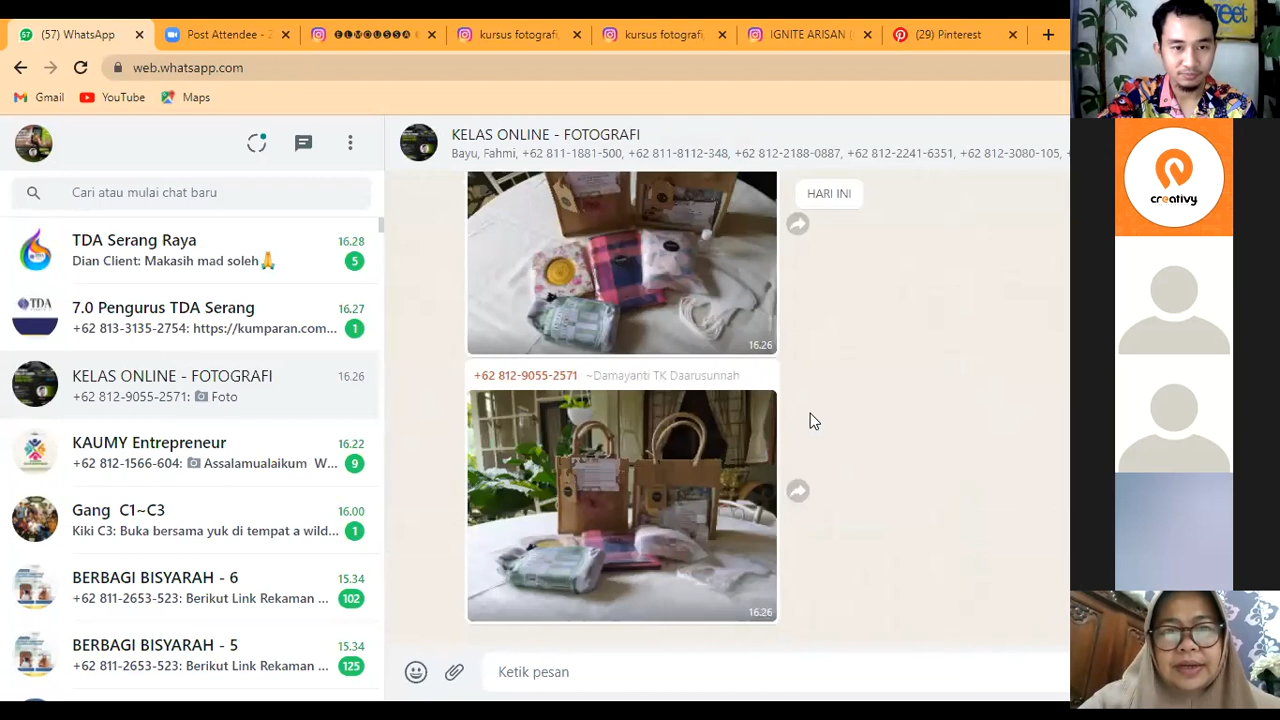 (57) WhatsApp
Post Attendee - Z
ELMOUSSA
kursus fotografi,
kursus fotografi,
IGNITE ARISAN (
(29) Pinterest
web.whatsapp.com
Gmail
YouTube
Maps
creativy
Cari atau mulai chat baru
TDA Serang Raya
16.28
Dian Client: Makasih mad soleh🙏
5
7.0 Pengurus TDA Serang
16.27
+62 813-3135-2754: https://kumparan.com...
1
TDA
KELAS ONLINE - FOTOGRAFI
16.26
+62 812-9055-2571: 📷 Foto
KAUMY Entrepreneur
16.22
+62 812-1566-604: 📷 Assalamualaikum W...
9
Gang C1~C3
16.00
Kiki C3: Buka bersama yuk di tempat a wild...
1
BERBAGI BISYARAH - 6
15.34
+62 811-2653-523: Berikut Link Rekaman ...
102
BERBAGI BISYARAH - 5
15.34
+62 811-2653-523: Berikut Link Rekaman ...
125
KELAS ONLINE - FOTOGRAFI
Bayu, Fahmi, +62 811-1881-500, +62 811-8112-348, +62 812-2188-0887, +62 812-2241-6351, +62 812-3080-105, +
HARI INI
16.26
+62 812-9055-2571 ~Damayanti TK Daarusunnah
16.26
Ketik pesan